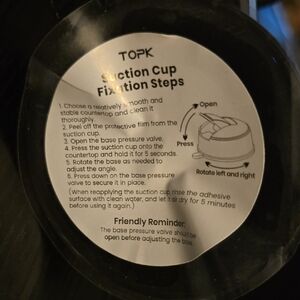 TOPK
Suction Cup
Fixation Steps
1. Choose a relatively smooth and
stable countertop and clean it
thoroughly.
2. Peel off the protective film from the
suction cup.
3. Open the base pressure valve.
4. Press the suction cup onto the
countertop and hold it for 5 seconds.
5. Rotate the base as needed to
adjust the angle.
6. Press down on the base pressure
valve to secure it in place.
(When reapplying the suction cup, rinse the adhesive
surface with clean water, and let it dry for 5 minutes
before using it again.)
Open
Press
Rotate left and right
Friendly Reminder:
The base pressure valve should be
open before adjusting the base.